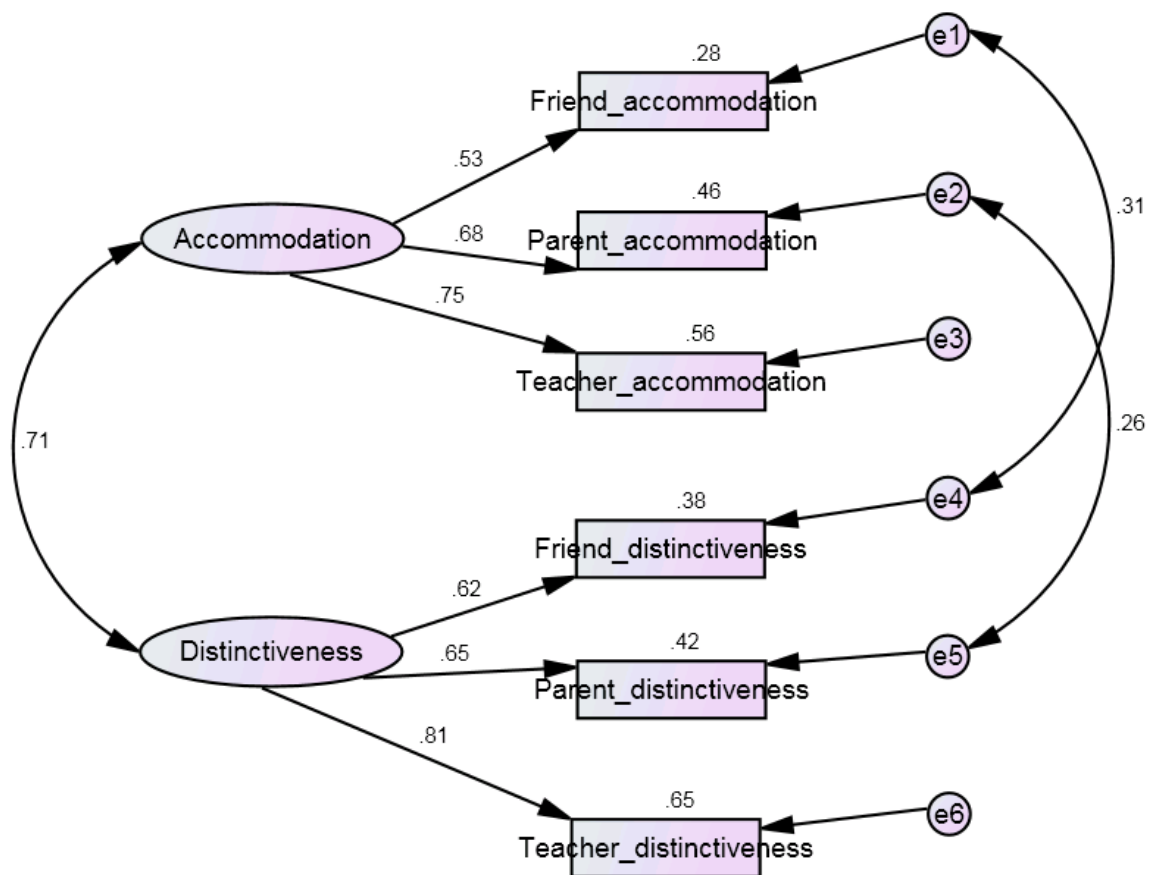 e1
.28
Friend_accommodation
.53
e2
.46
.31
Accommodation
.68
Parent_accommodation
.75
.56
e3
Teacher_accommodation
.71
.26
e4
.38
Friend_distinctiveness
.62
Distinctiveness
.65
.42
e5
Parent_distinctiveness
.81
.65
e6
Teacher_distinctiveness